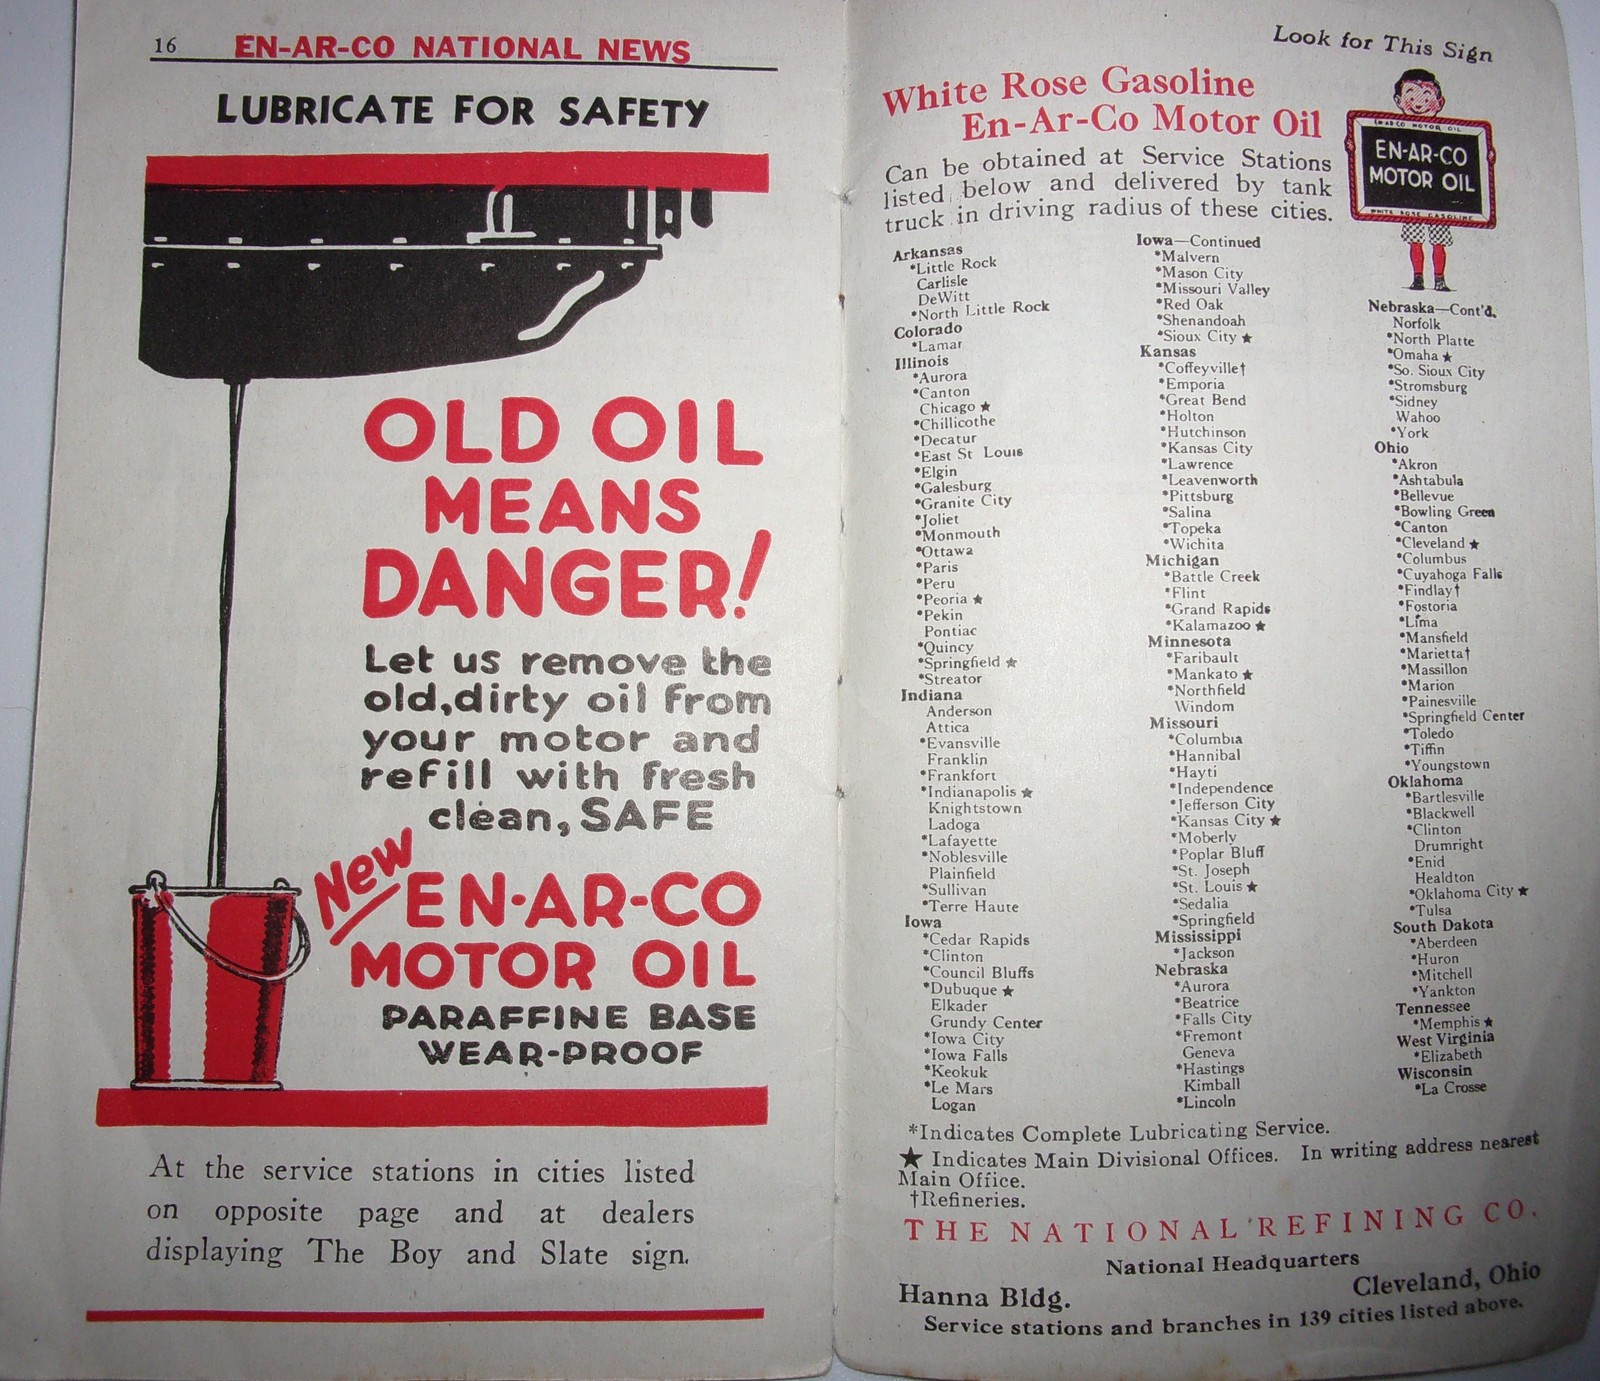 16 EN-AR-CO NATIONAL NEWS
LUBRICATE FOR SAFETY
OLD OIL
MEANS
DANGER!
Let us remove the
old, dirty oil from
your motor and
refill with fresh
clean, SAFE
New EN-AR-CO
MOTOR OIL
PARAFFINE BASE
WEAR-PROOF
At the service stations in cities listed
on opposite page and at dealers
displaying The Boy and Slate sign.
Look for This Sign
White Rose Gasoline
En-Ar-Co Motor Oil
EN-AR-CO MOTOR OIL
EN-AR-CO
MOTOR OIL
WHITE ROSE GASOLINE
Can be obtained at Service Stations
listed below and delivered by tank
truck in driving radius of these cities.
Arkansas
*Little Rock
Carlisle
DeWitt
*North Little Rock
Colorado
*Lamar
Illinois
*Aurora
*Canton
Chicago ★
*Chillicothe
*Decatur
*East St Louis
*Elgin
*Galesburg
*Granite City
*Joliet
*Monmouth
*Ottawa
*Paris
*Peru
*Peoria ★
*Pekin
Pontiac
*Quincy
*Springfield ★
*Streator
Indiana
Anderson
Attica
*Evansville
Franklin
*Frankfort
*Indianapolis ★
Knightstown
Ladoga
*Lafayette
*Noblesville
Plainfield
*Sullivan
*Terre Haute
Iowa
*Cedar Rapids
*Clinton
*Council Bluffs
*Dubuque ★
Elkader
Grundy Center
*Iowa City
*Iowa Falls
*Keokuk
*Le Mars
Logan
Iowa—Continued
*Malvern
*Mason City
*Missouri Valley
*Red Oak
*Shenandoah
*Sioux City ★
Kansas
*Coffeyville†
*Emporia
*Great Bend
*Holton
*Hutchinson
*Kansas City
*Lawrence
*Leavenworth
*Pittsburg
*Salina
*Topeka
*Wichita
Michigan
*Battle Creek
*Flint
*Grand Rapids
*Kalamazoo ★
Minnesota
*Faribault
*Mankato ★
*Northfield
Windom
Missouri
*Columbia
*Hannibal
*Hayti
*Independence
*Jefferson City
*Kansas City ★
*Moberly
*Poplar Bluff
*St. Joseph
*St. Louis ★
*Sedalia
*Springfield
Mississippi
*Jackson
Nebraska
*Aurora
*Beatrice
*Falls City
*Fremont
Geneva
*Hastings
Kimball
*Lincoln
Nebraska—Cont'd.
Norfolk
*North Platte
*Omaha ★
*So. Sioux City
*Stromsburg
*Sidney
Wahoo
*York
Ohio
*Akron
*Ashtabula
*Bellevue
*Bowling Green
*Canton
*Cleveland ★
*Columbus
*Cuyahoga Falls
*Findlay†
*Fostoria
*Lima
*Mansfield
*Marietta†
*Massillon
*Marion
*Painesville
*Springfield Center
*Toledo
*Tiffin
*Youngstown
Oklahoma
*Bartlesville
*Blackwell
*Clinton
Drumright
*Enid
Healdton
*Oklahoma City ★
*Tulsa
South Dakota
*Aberdeen
*Huron
*Mitchell
*Yankton
Tennessee
*Memphis ★
West Virginia
*Elizabeth
Wisconsin
*La Crosse
*Indicates Complete Lubricating Service.
★ Indicates Main Divisional Offices. In writing address nearest
Main Office.
†Refineries.
THE NATIONAL REFINING CO.
National Headquarters
Hanna Bldg. Cleveland, Ohio
Service stations and branches in 139 cities listed above.